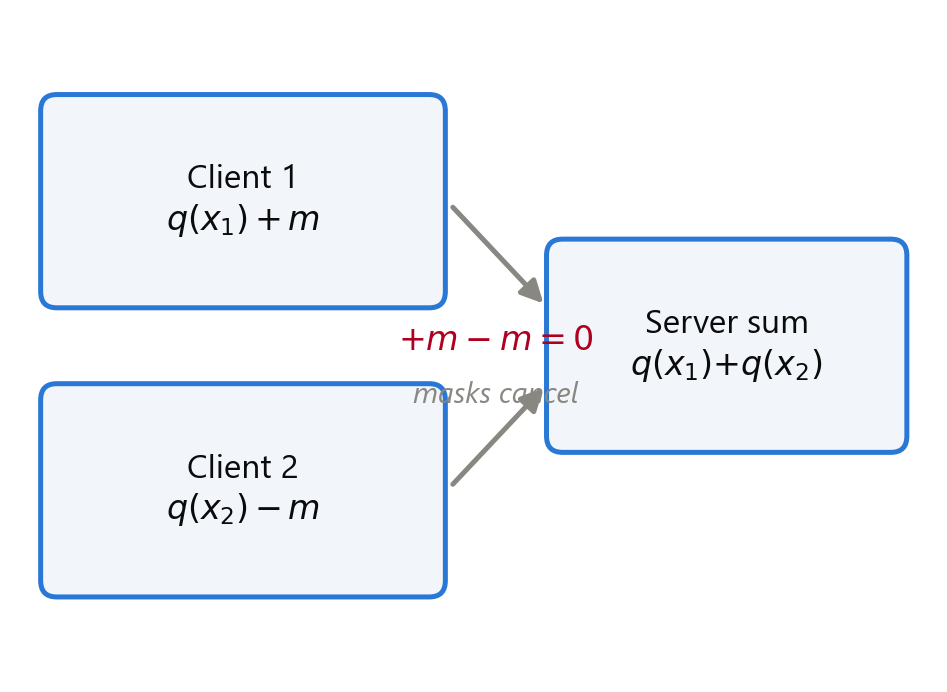 Client 1
q(x₁) + m
+m − m = 0
masks cancel
Server sum
q(x₁)+q(x₂)
Client 2
q(x₂) − m